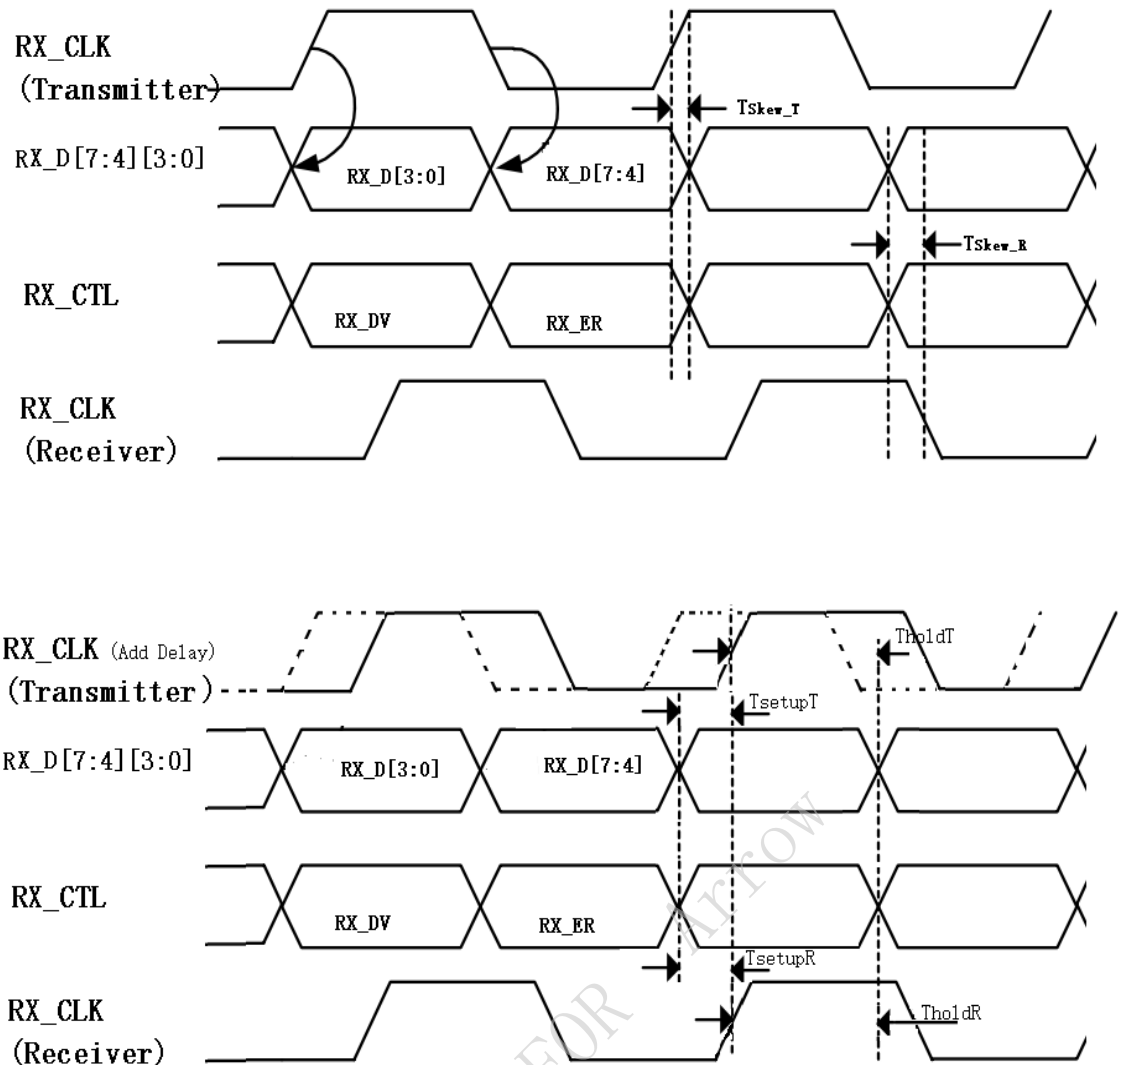 RX_CLK
(Transmitter)
TSkew_T
RX_D[7:4][3:0]
RX_D[3:0]
RX_D[7:4]
TSkew_R
RX_CTL
RX_DV
RX_ER
RX_CLK
(Receiver)
RX_CLK (Add Delay)
(Transmitter)
TholdT
TsetupT
RX_D[7:4][3:0]
RX_D[3:0]
RX_D[7:4]
RX_CTL
RX_DV
RX_ER
TsetupR
RX_CLK
(Receiver)
TholdR
FOR Arrow